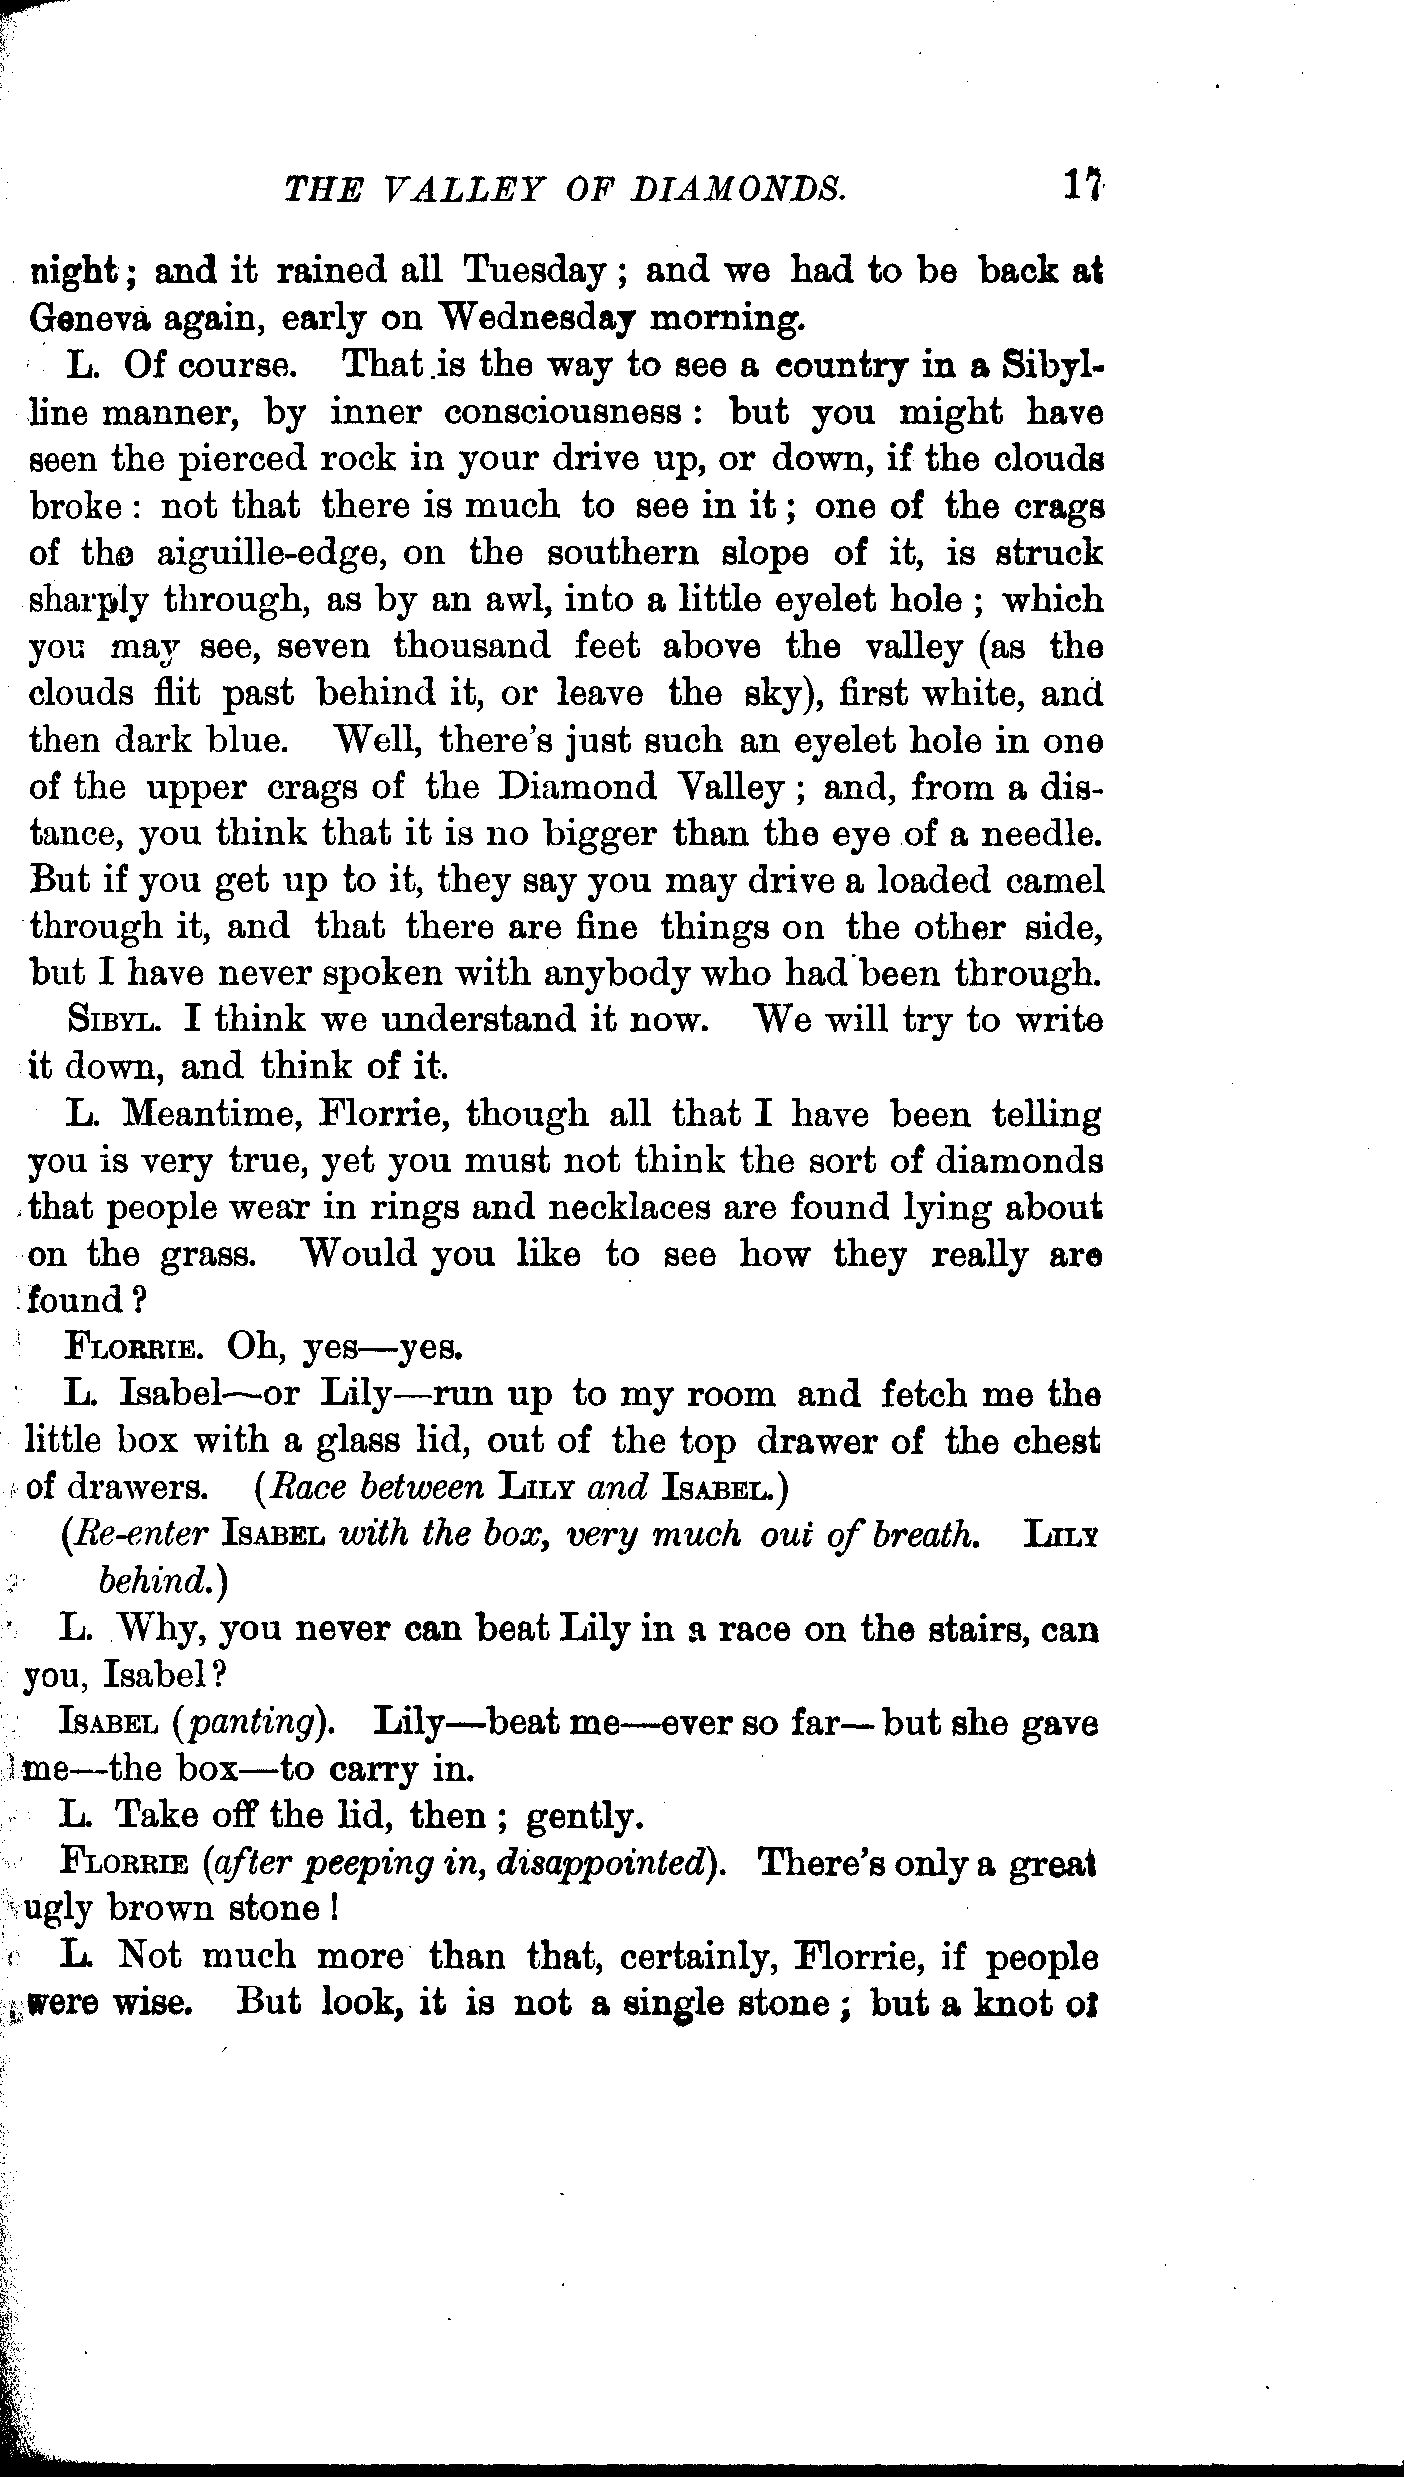 THE VALLEY OF DIAMONDS. 17
night; and it rained all Tuesday; and we had to be back at
Geneva again, early on Wednesday morning.
L. Of course. That is the way to see a country in a Sibyl-
line manner, by inner consciousness: but you might have
seen the pierced rock in your drive up, or down, if the clouds
broke: not that there is much to see in it; one of the crags
of the aiguille-edge, on the southern slope of it, is struck
sharply through, as by an awl, into a little eyelet hole; which
you may see, seven thousand feet above the valley (as the
clouds flit past behind it, or leave the sky), first white, and
then dark blue. Well, there's just such an eyelet hole in one
of the upper crags of the Diamond Valley; and, from a dis-
tance, you think that it is no bigger than the eye of a needle.
But if you get up to it, they say you may drive a loaded camel
through it, and that there are fine things on the other side,
but I have never spoken with anybody who had been through.
SIBYL. I think we understand it now. We will try to write
it down, and think of it.
L. Meantime, Florrie, though all that I have been telling
you is very true, yet you must not think the sort of diamonds
that people wear in rings and necklaces are found lying about
on the grass. Would you like to see how they really are
found?
FLORRIE. Oh, yes—yes.
L. Isabel—or Lily—run up to my room and fetch me the
little box with a glass lid, out of the top drawer of the chest
of drawers. (Race between LILY and ISABEL.)
(Re-enter ISABEL with the box, very much out of breath. LILY
behind.)
L. Why, you never can beat Lily in a race on the stairs, can
you, Isabel?
ISABEL (panting). Lily—beat me—ever so far—but she gave
me—the box—to carry in.
L. Take off the lid, then; gently.
FLORRIE (after peeping in, disappointed). There's only a great
ugly brown stone!
L. Not much more than that, certainly, Florrie, if people
were wise. But look, it is not a single stone; but a knot of